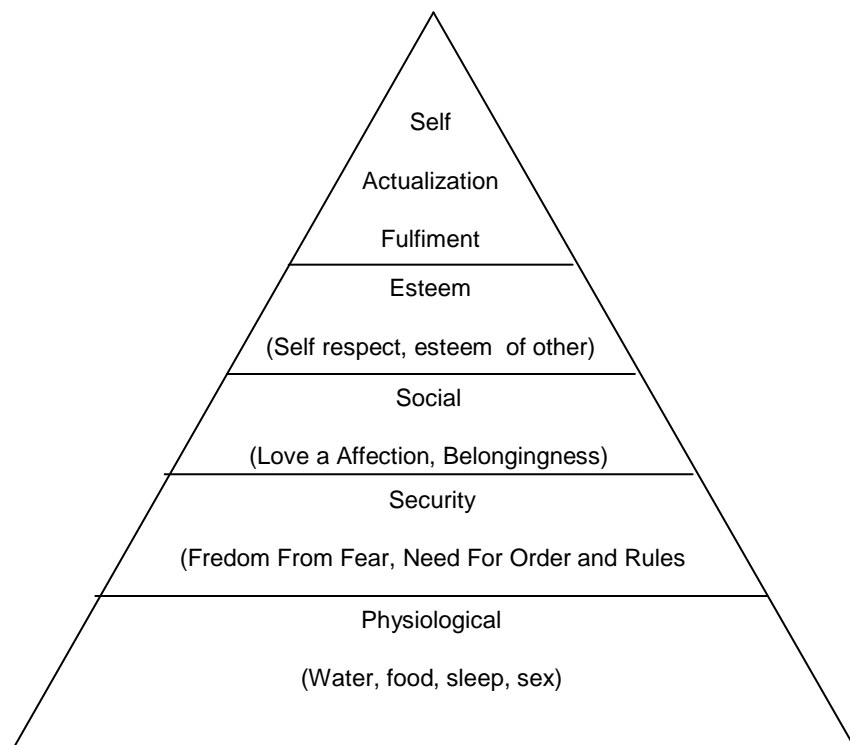 Self
Actualization
Fulfiment
Esteem
(Self respect, esteem of other)
Social
(Love a Affection, Belongingness)
Security
(Fredom From Fear, Need For Order and Rules
Physiological
(Water, food, sleep, sex)